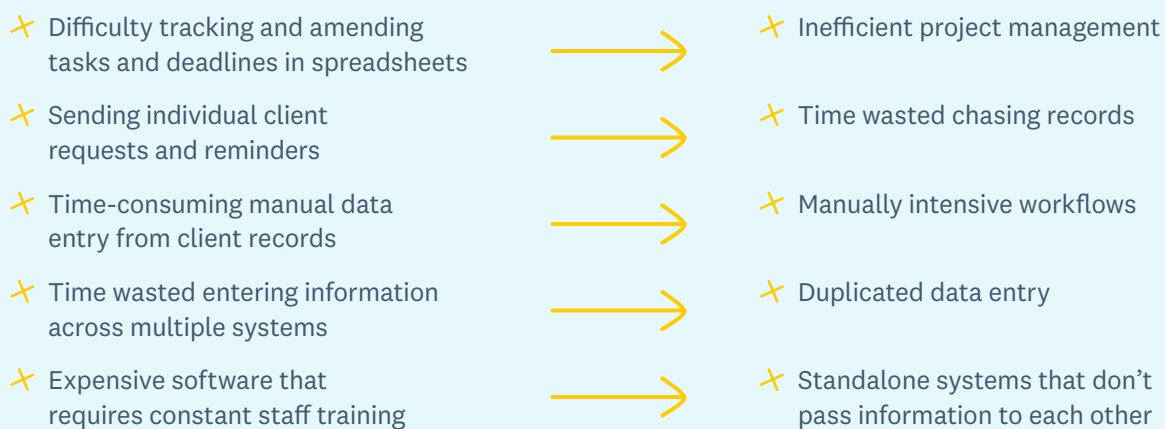 Difficulty tracking and amending
tasks and deadlines in spreadsheets
Inefficient project management
Sending individual client
requests and reminders
Time wasted chasing records
Time-consuming manual data
entry from client records
Manually intensive workflows
Time wasted entering information
across multiple systems
Duplicated data entry
Expensive software that
requires constant staff training
Standalone systems that don’t
pass information to each other